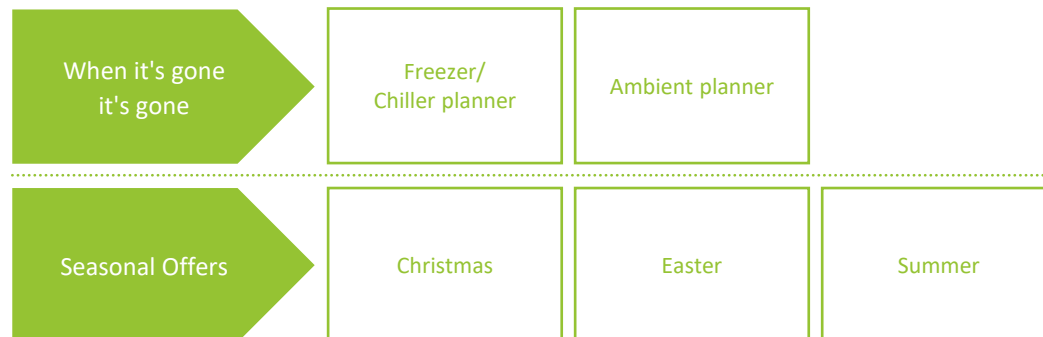 When it's gone
it's gone
Freezer/
Chiller planner
Ambient planner
Seasonal Offers
Christmas
Easter
Summer